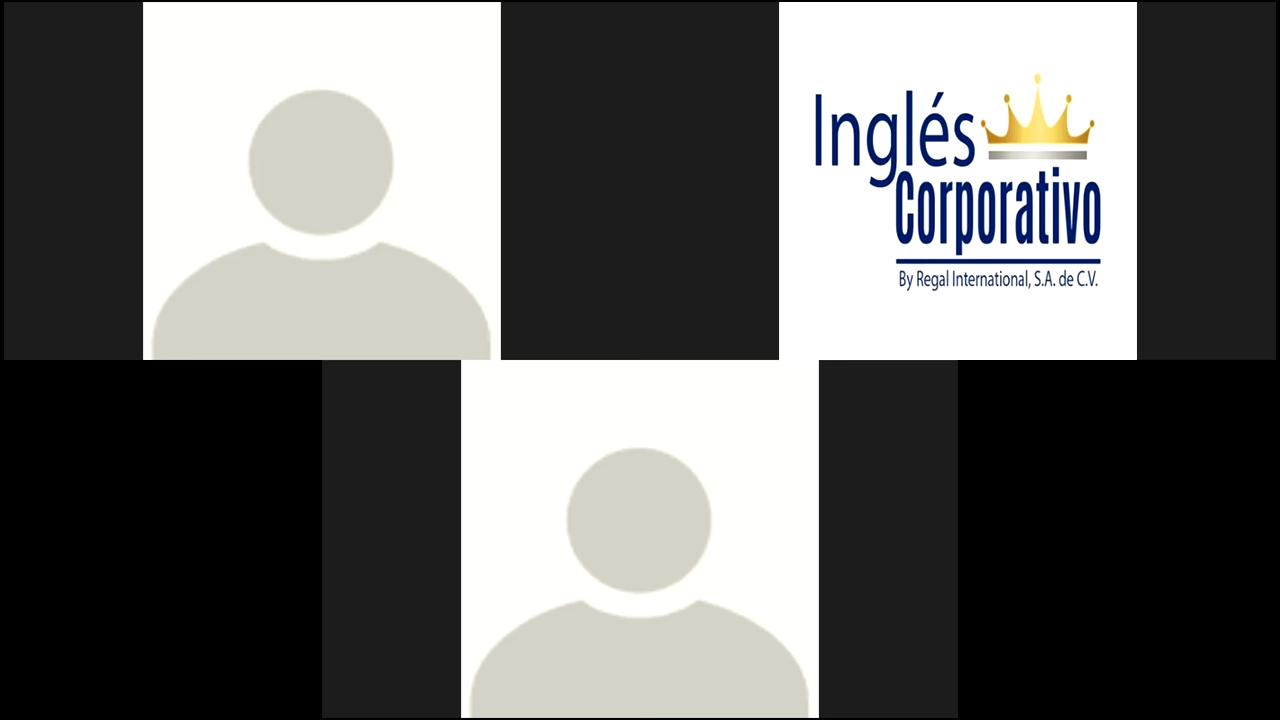 Inglés
Corporativo
By Regal International, S.A. de C.V.